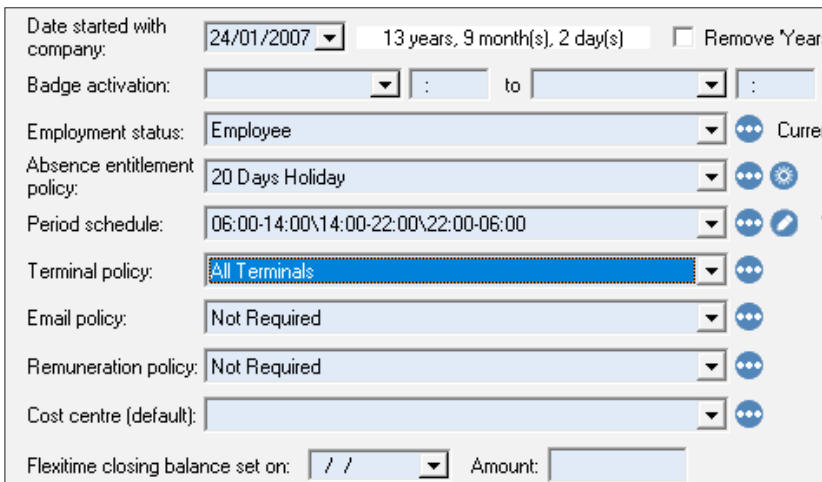 Date started with company: 24/01/2007 13 years, 9 month(s), 2 day(s) Remove 'Years
Badge activation: : to :
Employment status: Employee Curre
Absence entitlement policy: 20 Days Holiday
Period schedule: 06:00-14:00\14:00-22:00\22:00-06:00
Terminal policy: All Terminals
Email policy: Not Required
Remuneration policy: Not Required
Cost centre (default):
Flexitime closing balance set on: / / Amount: